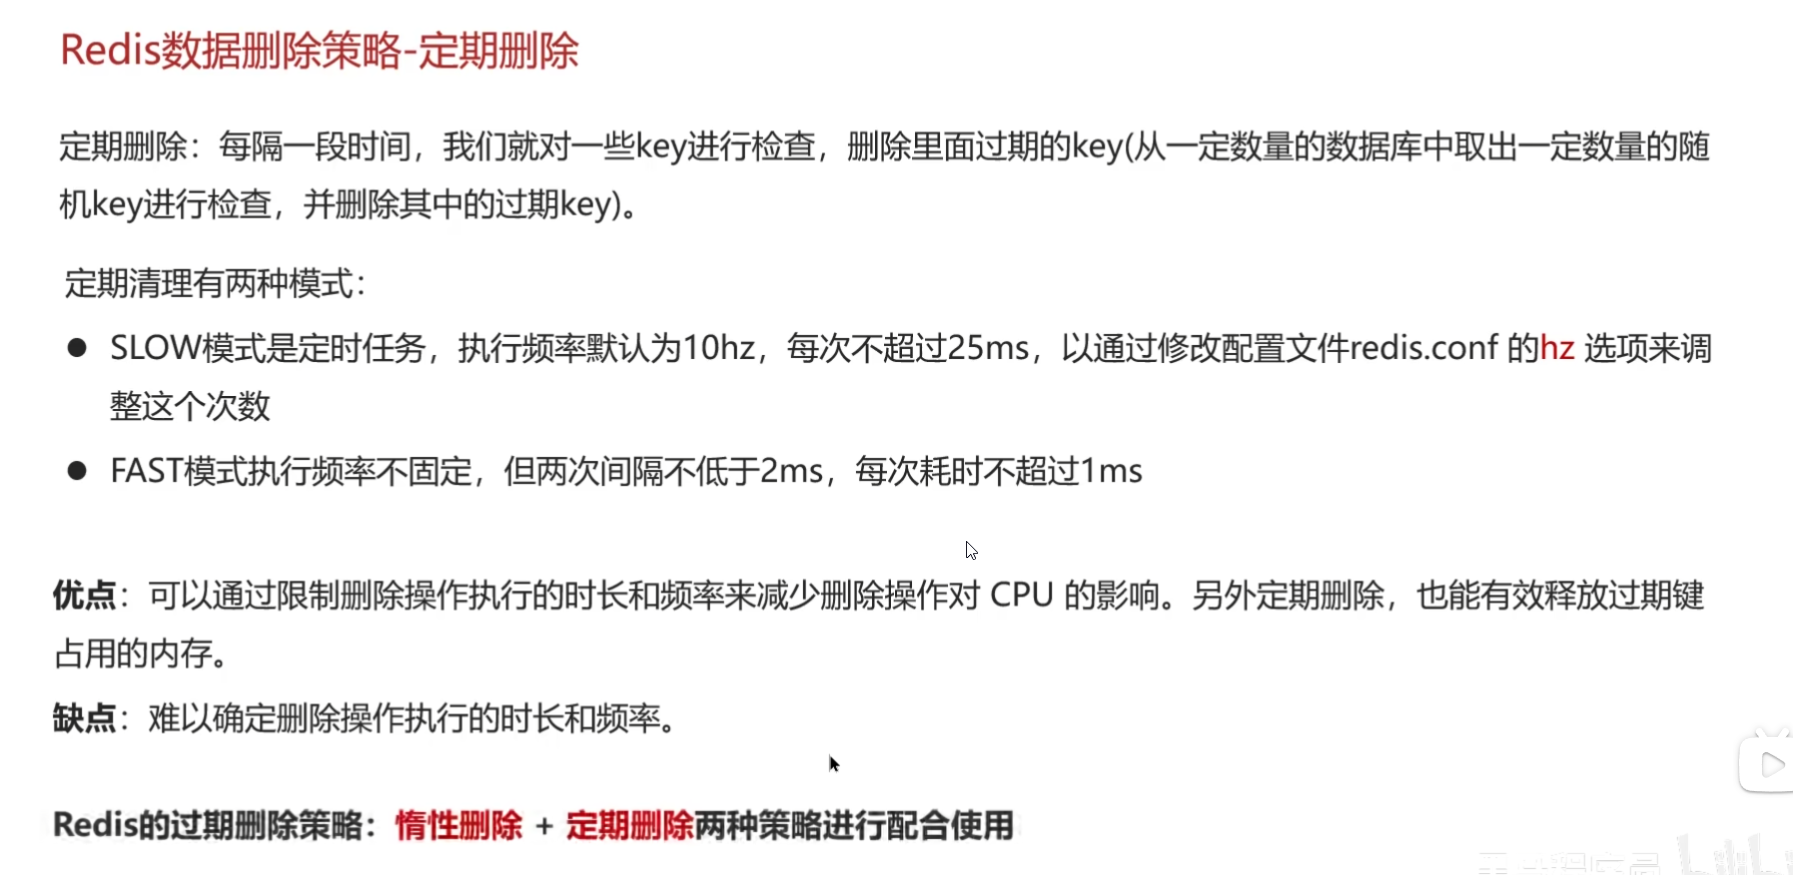 Redis数据删除策略-定期删除
定期删除：每隔一段时间，我们就对一些key进行检查，删除里面过期的key(从一定数量的数据库中取出一定数量的随
机key进行检查，并删除其中的过期key)。
定期清理有两种模式：
● SLOW模式是定时任务，执行频率默认为10hz，每次不超过25ms，以通过修改配置文件redis.conf 的hz 选项来调
整这个次数
● FAST模式执行频率不固定，但两次间隔不低于2ms，每次耗时不超过1ms
优点：可以通过限制删除操作执行的时长和频率来减少删除操作对 CPU 的影响。另外定期删除，也能有效释放过期键
占用的内存。
缺点：难以确定删除操作执行的时长和频率。
Redis的过期删除策略：惰性删除 + 定期删除两种策略进行配合使用